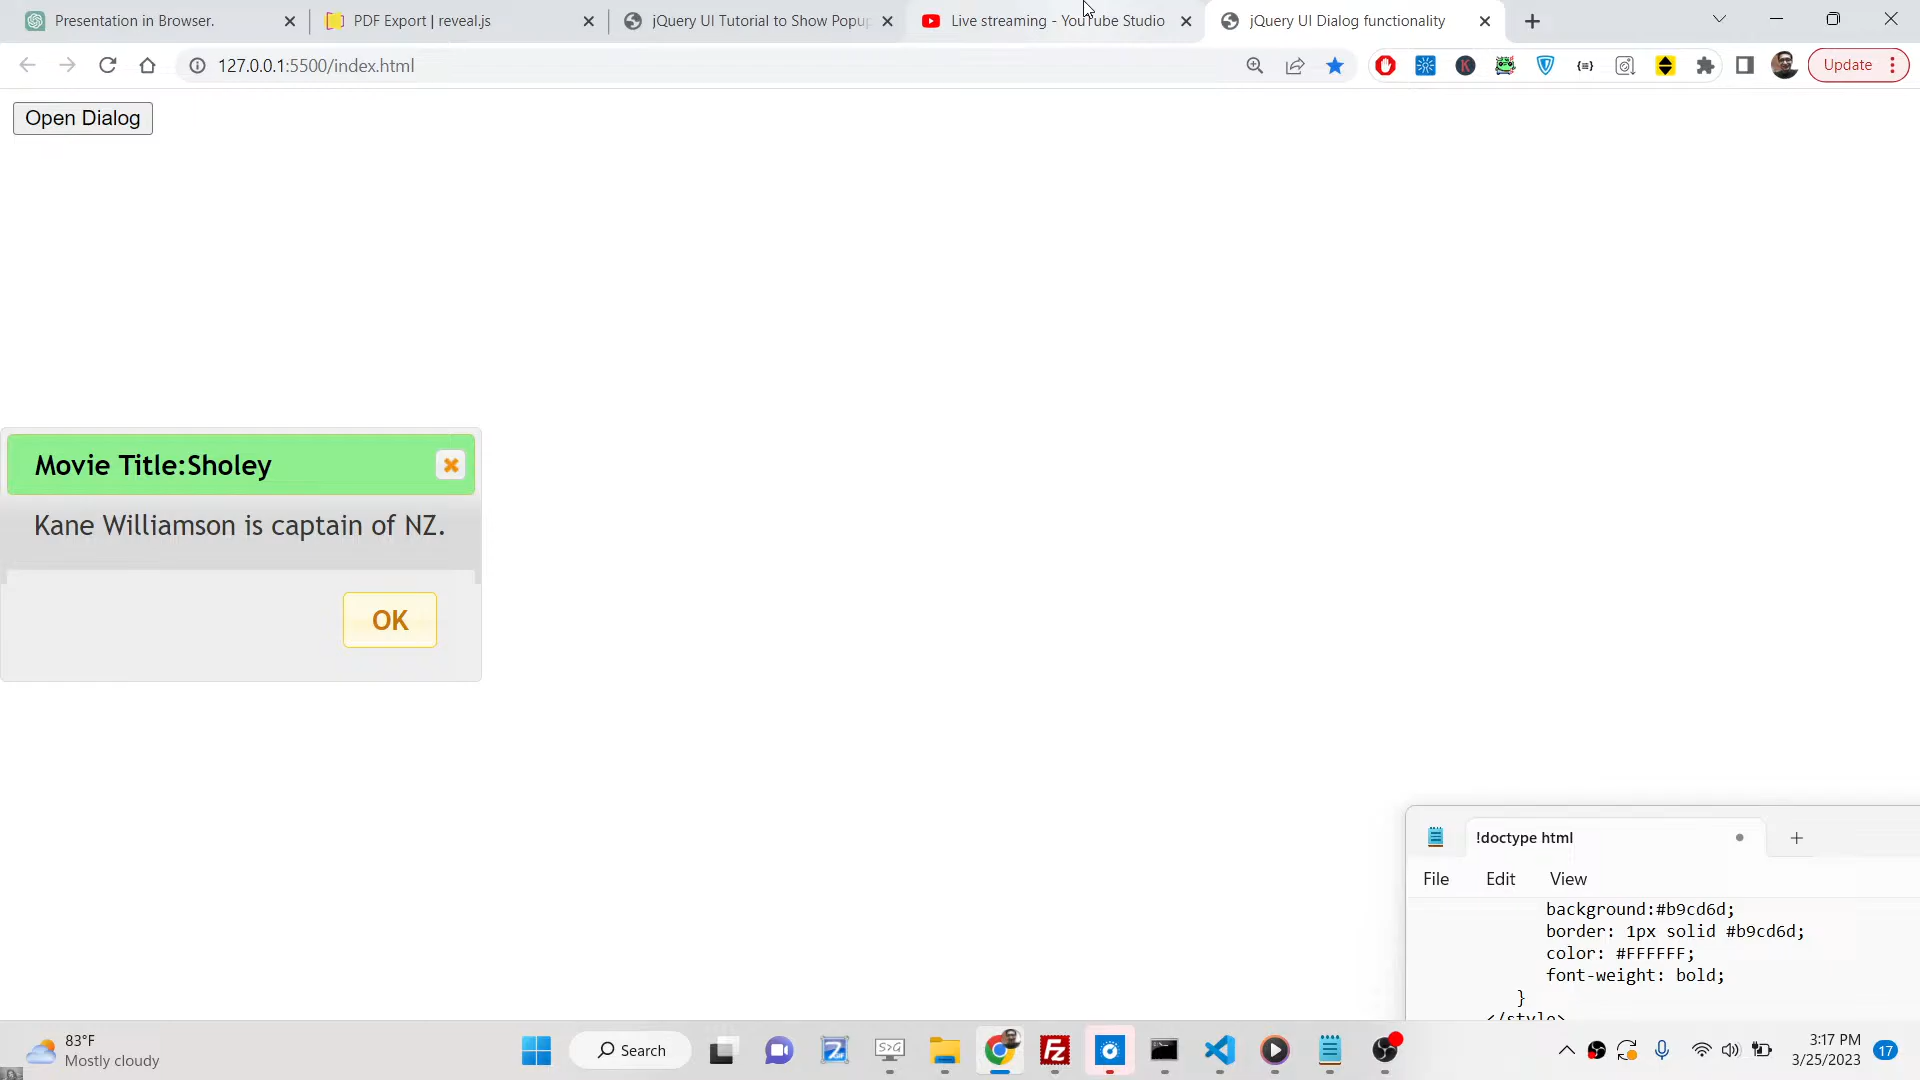 Presentation in Browser.
PDF Export | reveal.js
jQuery UI Tutorial to Show Popup
Live streaming - YouTube Studio
jQuery UI Dialog functionality
127.0.0.1:5500/index.html
Update
Open Dialog
Movie Title:Sholey
Kane Williamson is captain of NZ.
OK
!doctype html
File Edit View
background:#b9cd6d;
border: 1px solid #b9cd6d;
color: #FFFFFF;
font-weight: bold;
}
</style>
83°F
Mostly cloudy
Search
3:17 PM
3/25/2023
17